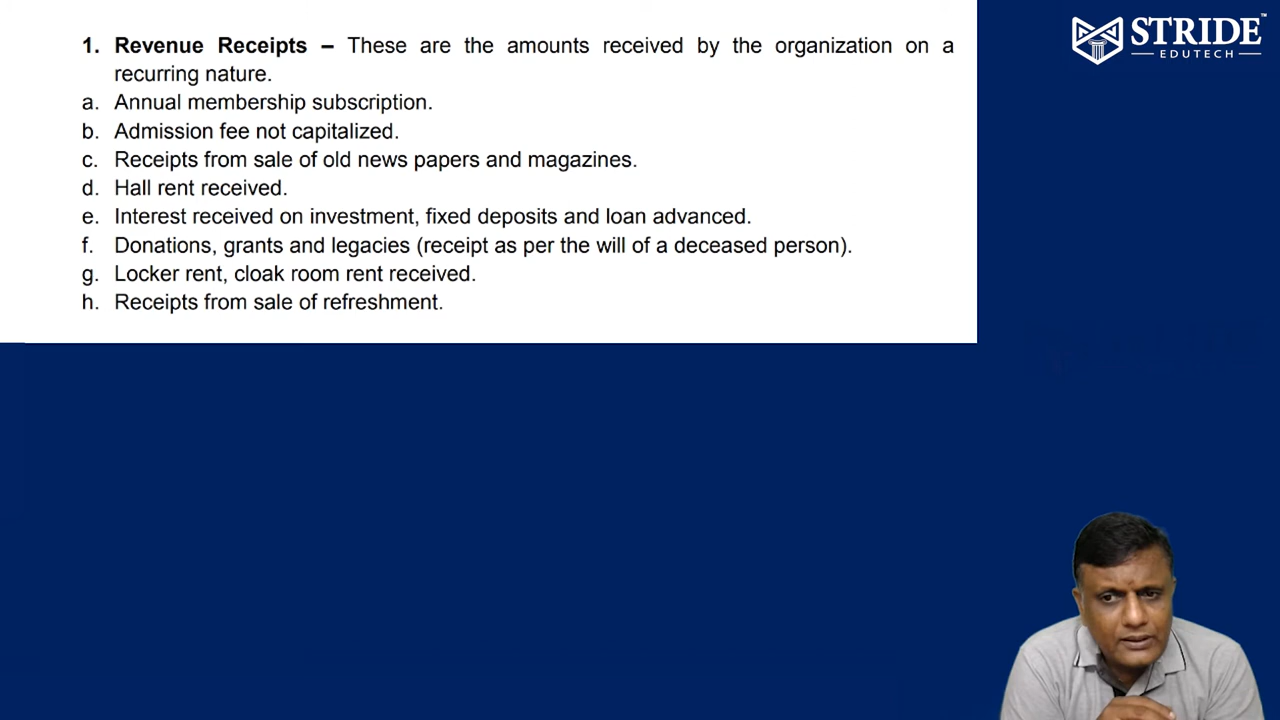 STRIDE™
EDUTECH
1. Revenue Receipts – These are the amounts received by the organization on a
recurring nature.
a. Annual membership subscription.
b. Admission fee not capitalized.
c. Receipts from sale of old news papers and magazines.
d. Hall rent received.
e. Interest received on investment, fixed deposits and loan advanced.
f. Donations, grants and legacies (receipt as per the will of a deceased person).
g. Locker rent, cloak room rent received.
h. Receipts from sale of refreshment.